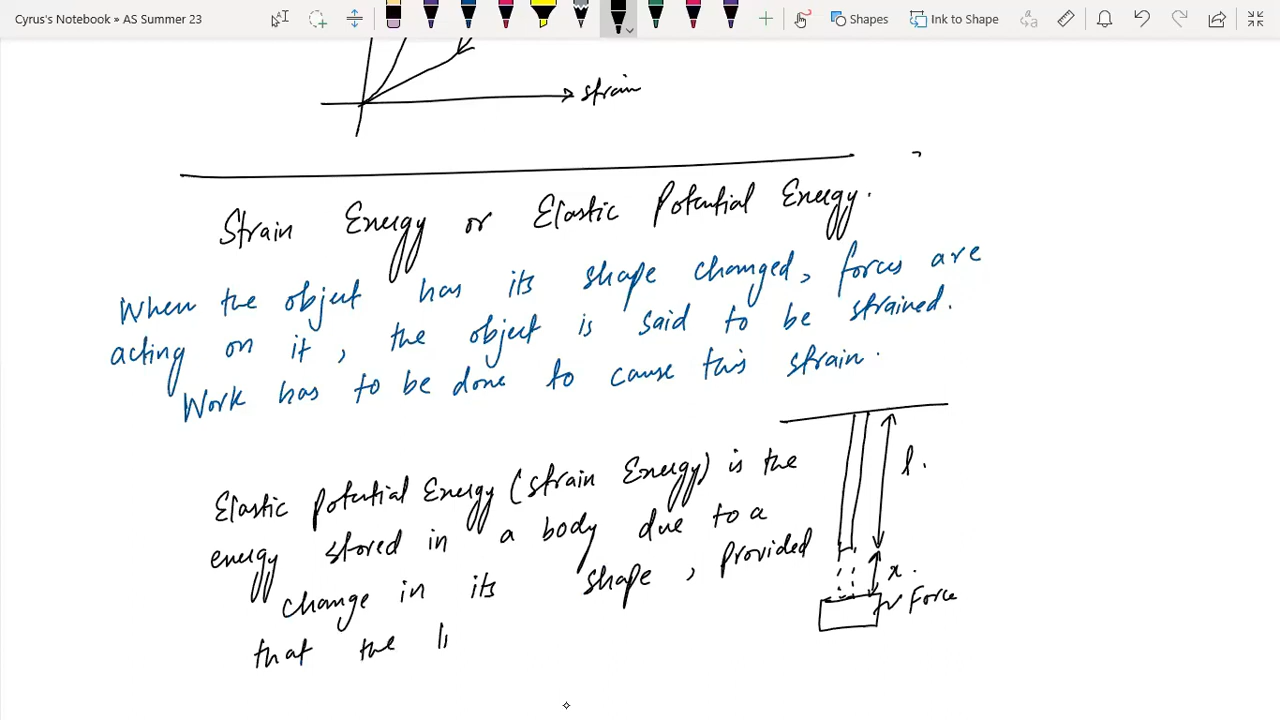 Cyrus's Notebook » AS Summer 23
Shapes
Ink to Shape
strain
Strain Energy or Elastic Potential Energy.
When the object has its shape changed, forces are
acting on it, the object is said to be strained.
Work has to be done to cause this strain.
Elastic Potential Energy (strain Energy) is the
energy stored in a body due to a
change in its shape, provided
that the
l.
x.
Force